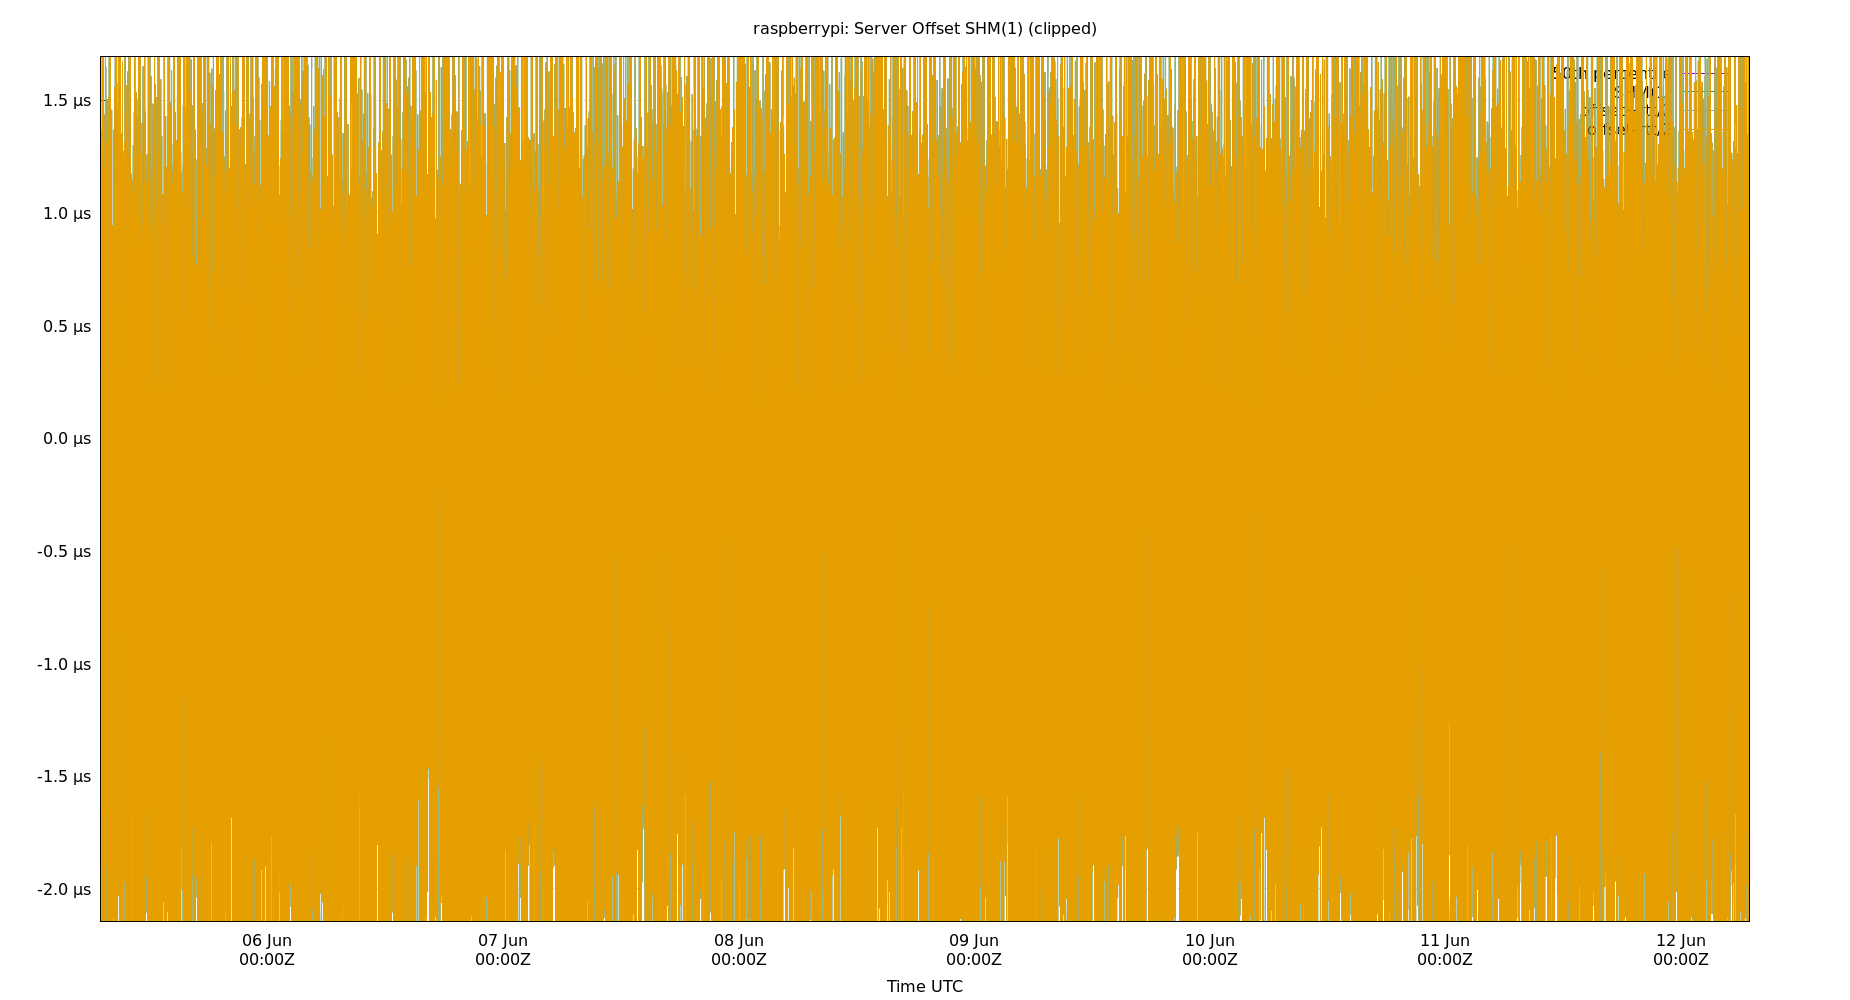 raspberrypi: Server Offset SHM(1) (clipped)
1.5 µs
1.0 µs
0.5 µs
0.0 µs
-0.5 µs
-1.0 µs
-1.5 µs
-2.0 µs
06 Jun
00:00Z
07 Jun
00:00Z
08 Jun
00:00Z
09 Jun
00:00Z
10 Jun
00:00Z
11 Jun
00:00Z
12 Jun
00:00Z
Time UTC